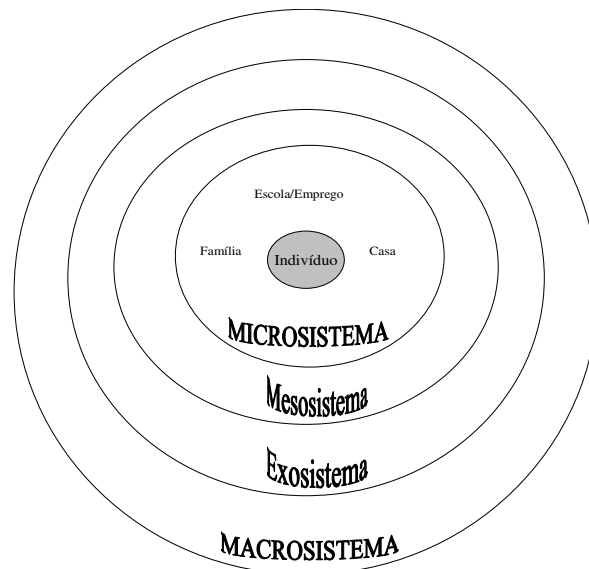 Escola/Emprego
Família
Indivíduo
Casa
MICROSISTEMA
Mesosistema
Exosistema
MACROSISTEMA